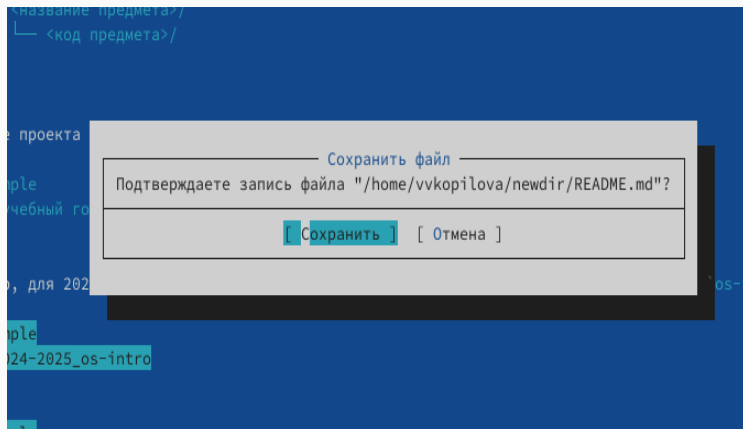 <название предмета>/
└── <код предмета>/
е проекта
mple
учебный го
Сохранить файл
Подтверждаете запись файла "/home/vvkopilova/newdir/README.md"?
[ Сохранить ] [ Отмена ]
о, для 202
`os-
mple
024-2025_os-intro